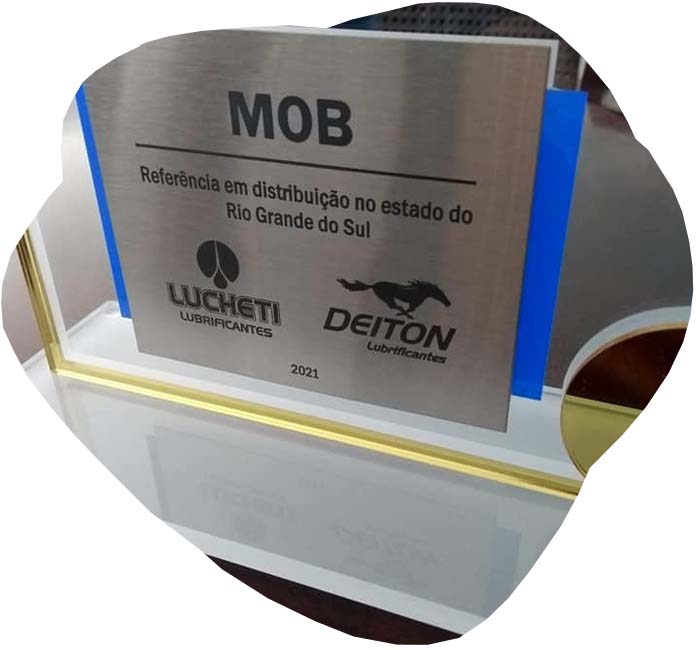 MOB
Referência em distribuição no estado do
Rio Grande do Sul
LUCHETI
LUBRIFICANTES
DEITON
Lubrificantes
2021